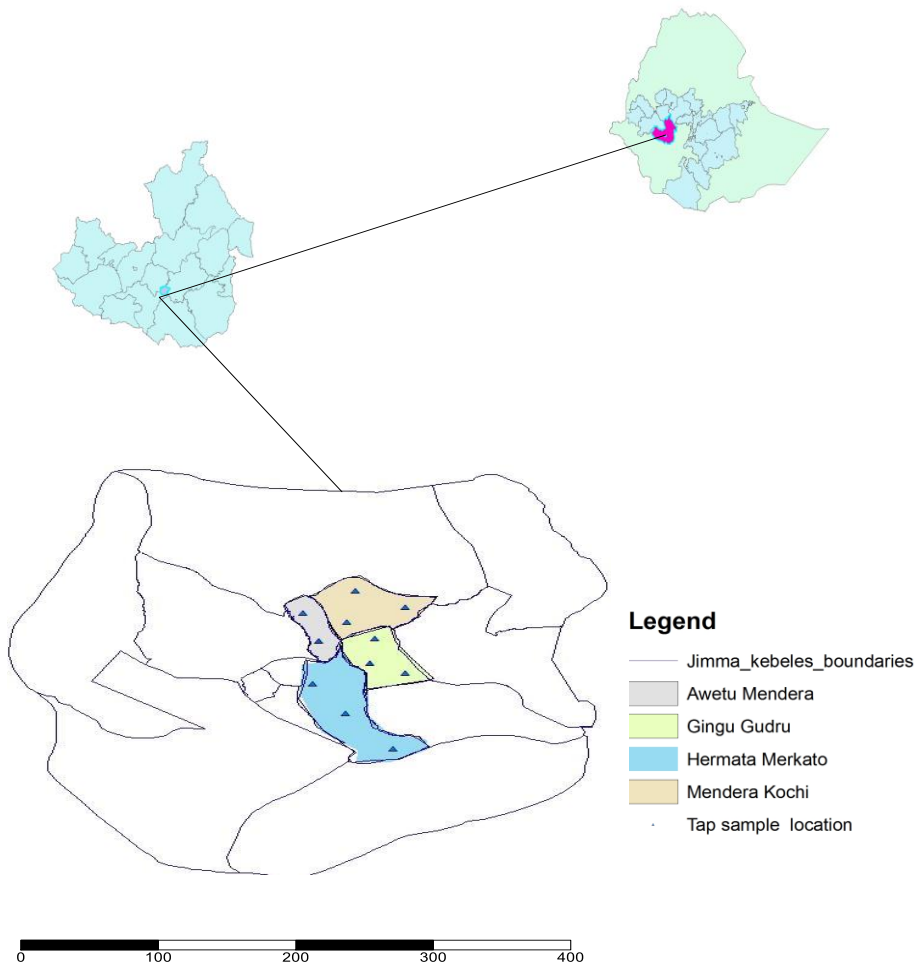 Legend
Jimma_kebeles_boundaries
Awetu Mendera
Gingu Gudru
Hermata Merkato
Mendera Kochi
Tap sample location
0 100 200 300 400